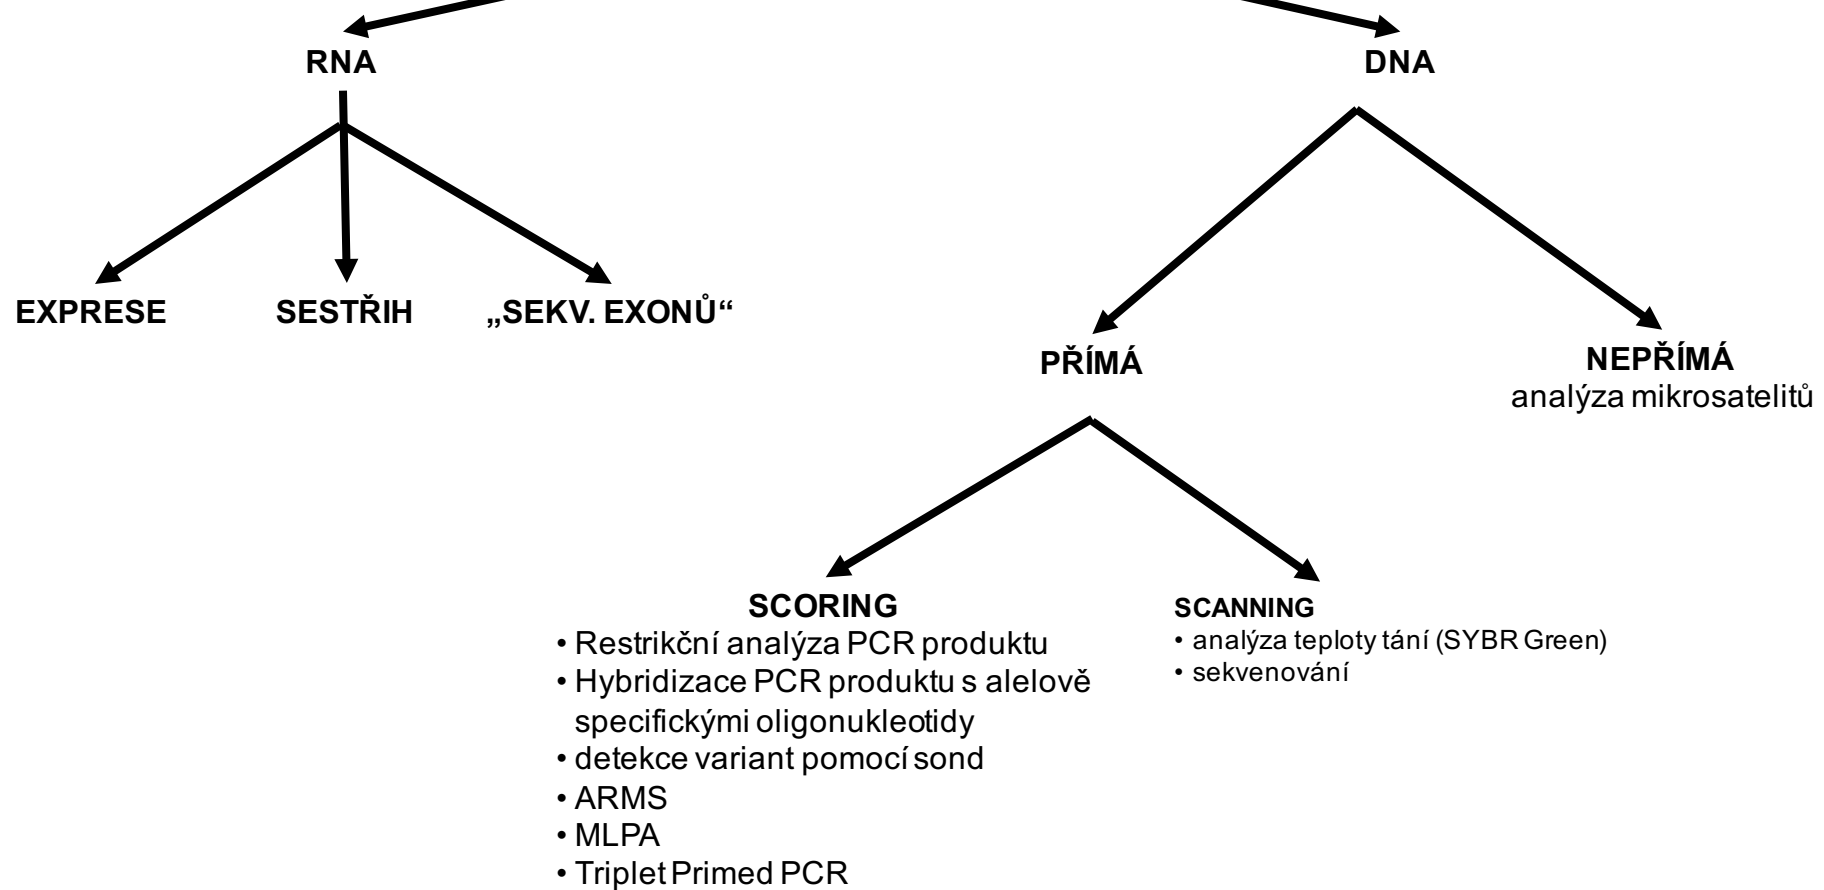 RNA
DNA
EXPRESE
SESTŘIH
„SEKV. EXONŮ“
PŘÍMÁ
NEPŘÍMÁ
analýza mikrosatelitů
SCORING
• Restrikční analýza PCR produktu
• Hybridizace PCR produktu s alelově
specifickými oligonukleotidy
• detekce variant pomocí sond
• ARMS
• MLPA
• Triplet Primed PCR
SCANNING
• analýza teploty tání (SYBR Green)
• sekvenování